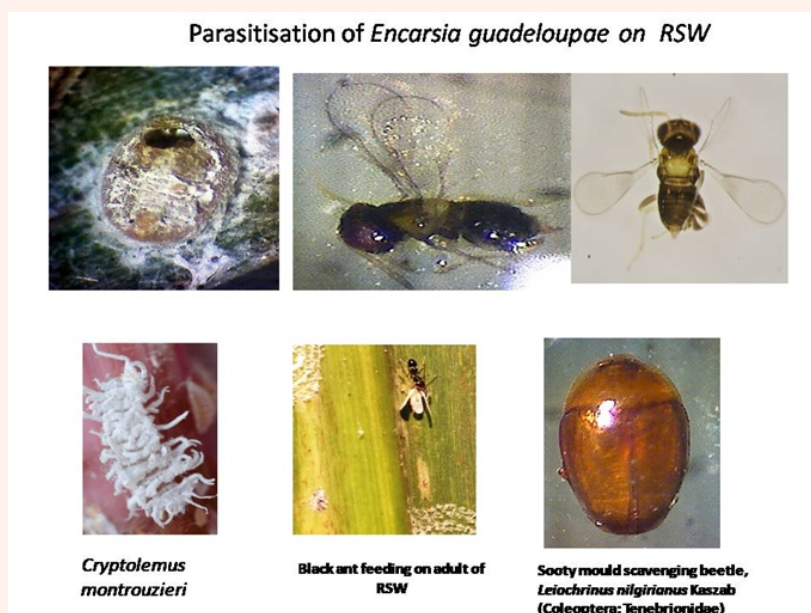 Parasitisation of Encarsia guadeloupae on RSW
Cryptolemus
montrouzieri
Black ant feeding on adult of
RSW
Sooty mould scavenging beetle,
Leiochrinus nilgirianus Kaszab
(Coleoptera: Tenebrionidae)